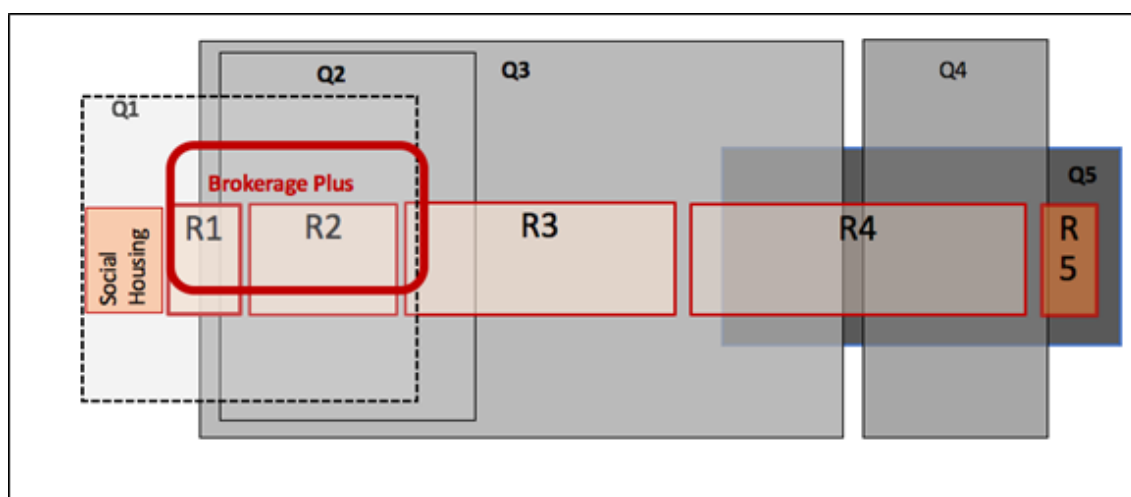 Q1
Q2
Q3
Q4
Q5
Brokerage Plus
Social
Housing
R1
R2
R3
R4
R
5